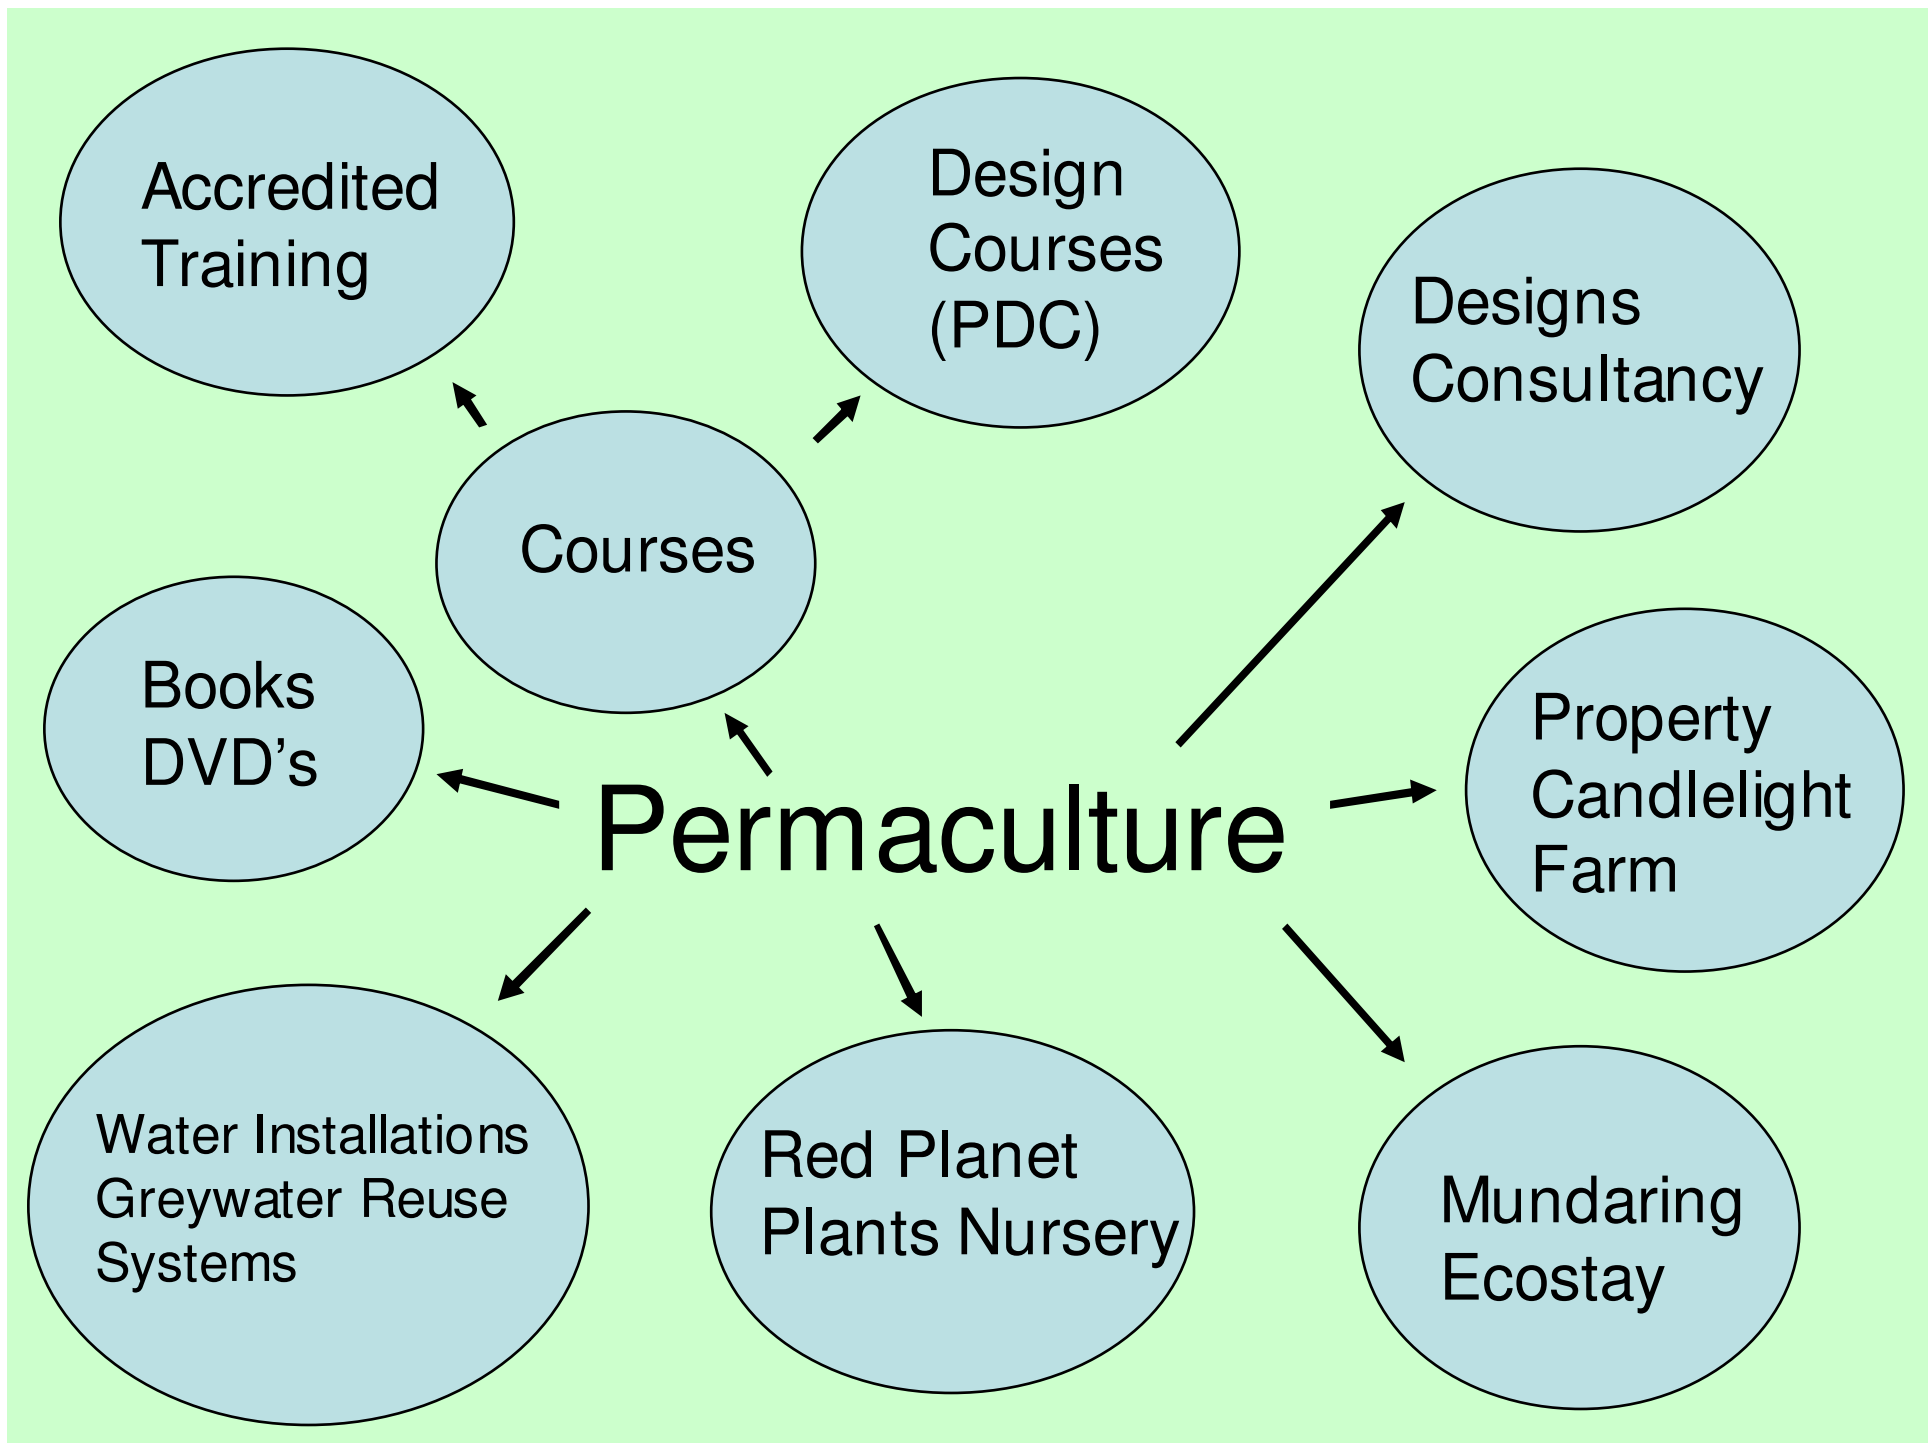 Accredited
Training
Design
Courses
(PDC)
Designs
Consultancy
Courses
Books
DVD’s
Property
Candlelight
Farm
Permaculture
Water Installations
Greywater Reuse
Systems
Red Planet
Plants Nursery
Mundaring
Ecostay